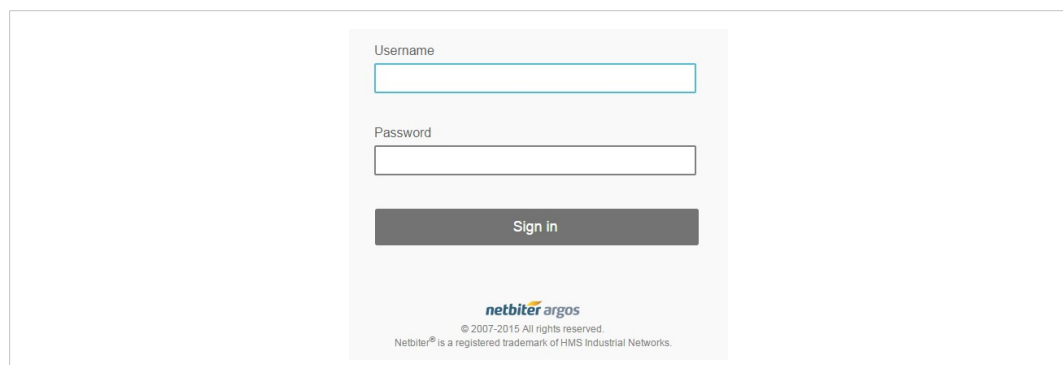 Username
Password
Sign in
netbiter argos
© 2007-2015 All rights reserved.
Netbiter® is a registered trademark of HMS Industrial Networks.